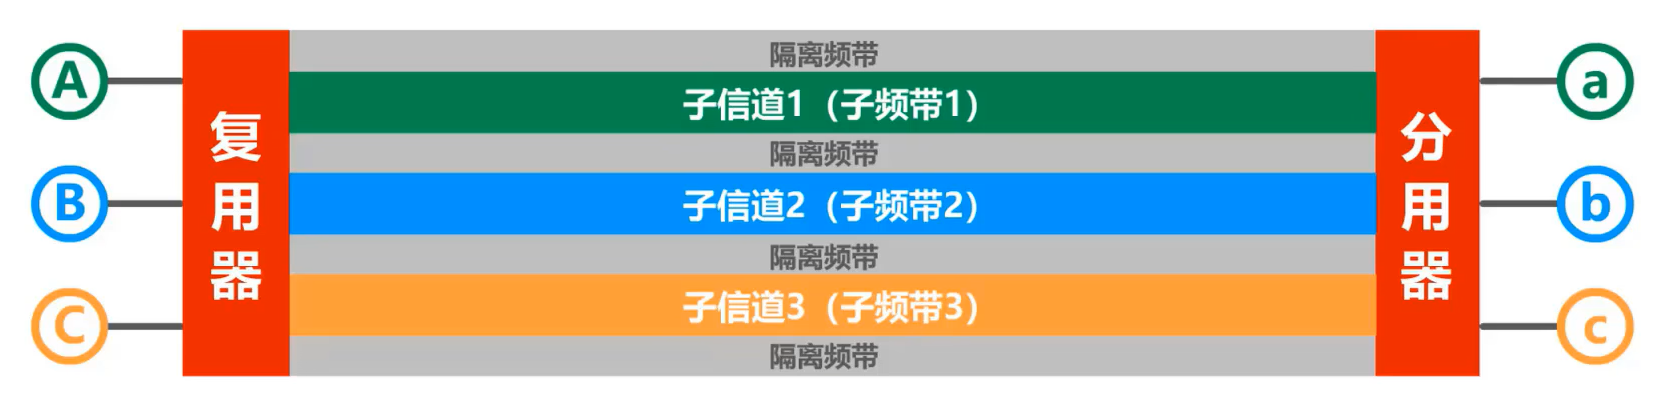 A
B
C
复用器
隔离频带
子信道1（子频带1）
隔离频带
子信道2（子频带2）
隔离频带
子信道3（子频带3）
隔离频带
分用器
a
b
c